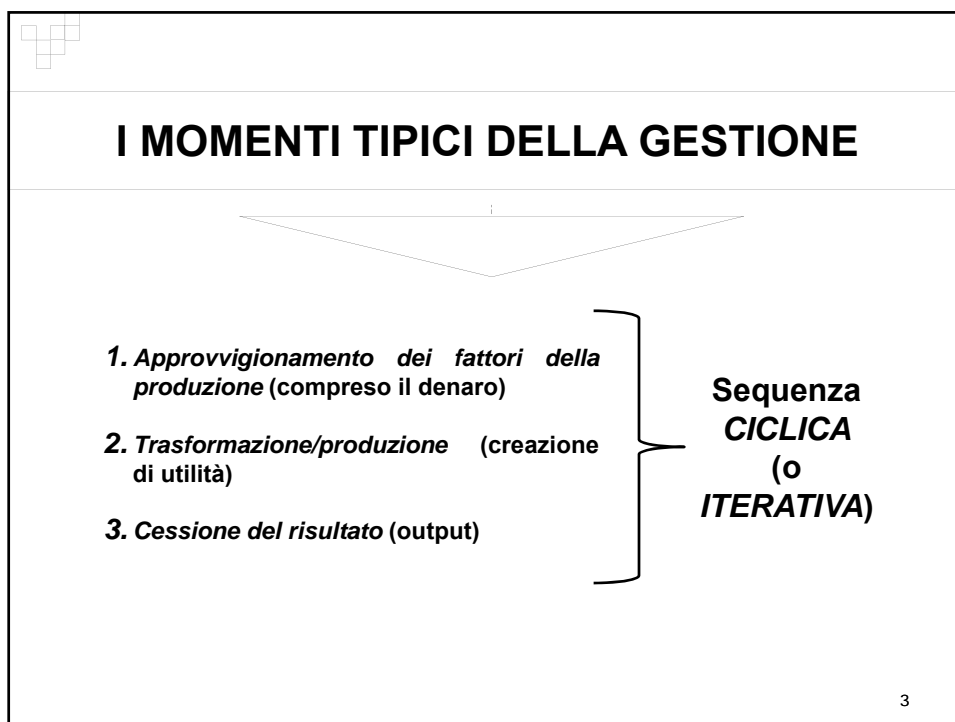 I MOMENTI TIPICI DELLA GESTIONE
1. Approvvigionamento dei fattori della
produzione (compreso il denaro)
2. Trasformazione/produzione (creazione
di utilità)
3. Cessione del risultato (output)
Sequenza
CICLICA
(o
ITERATIVA)
3